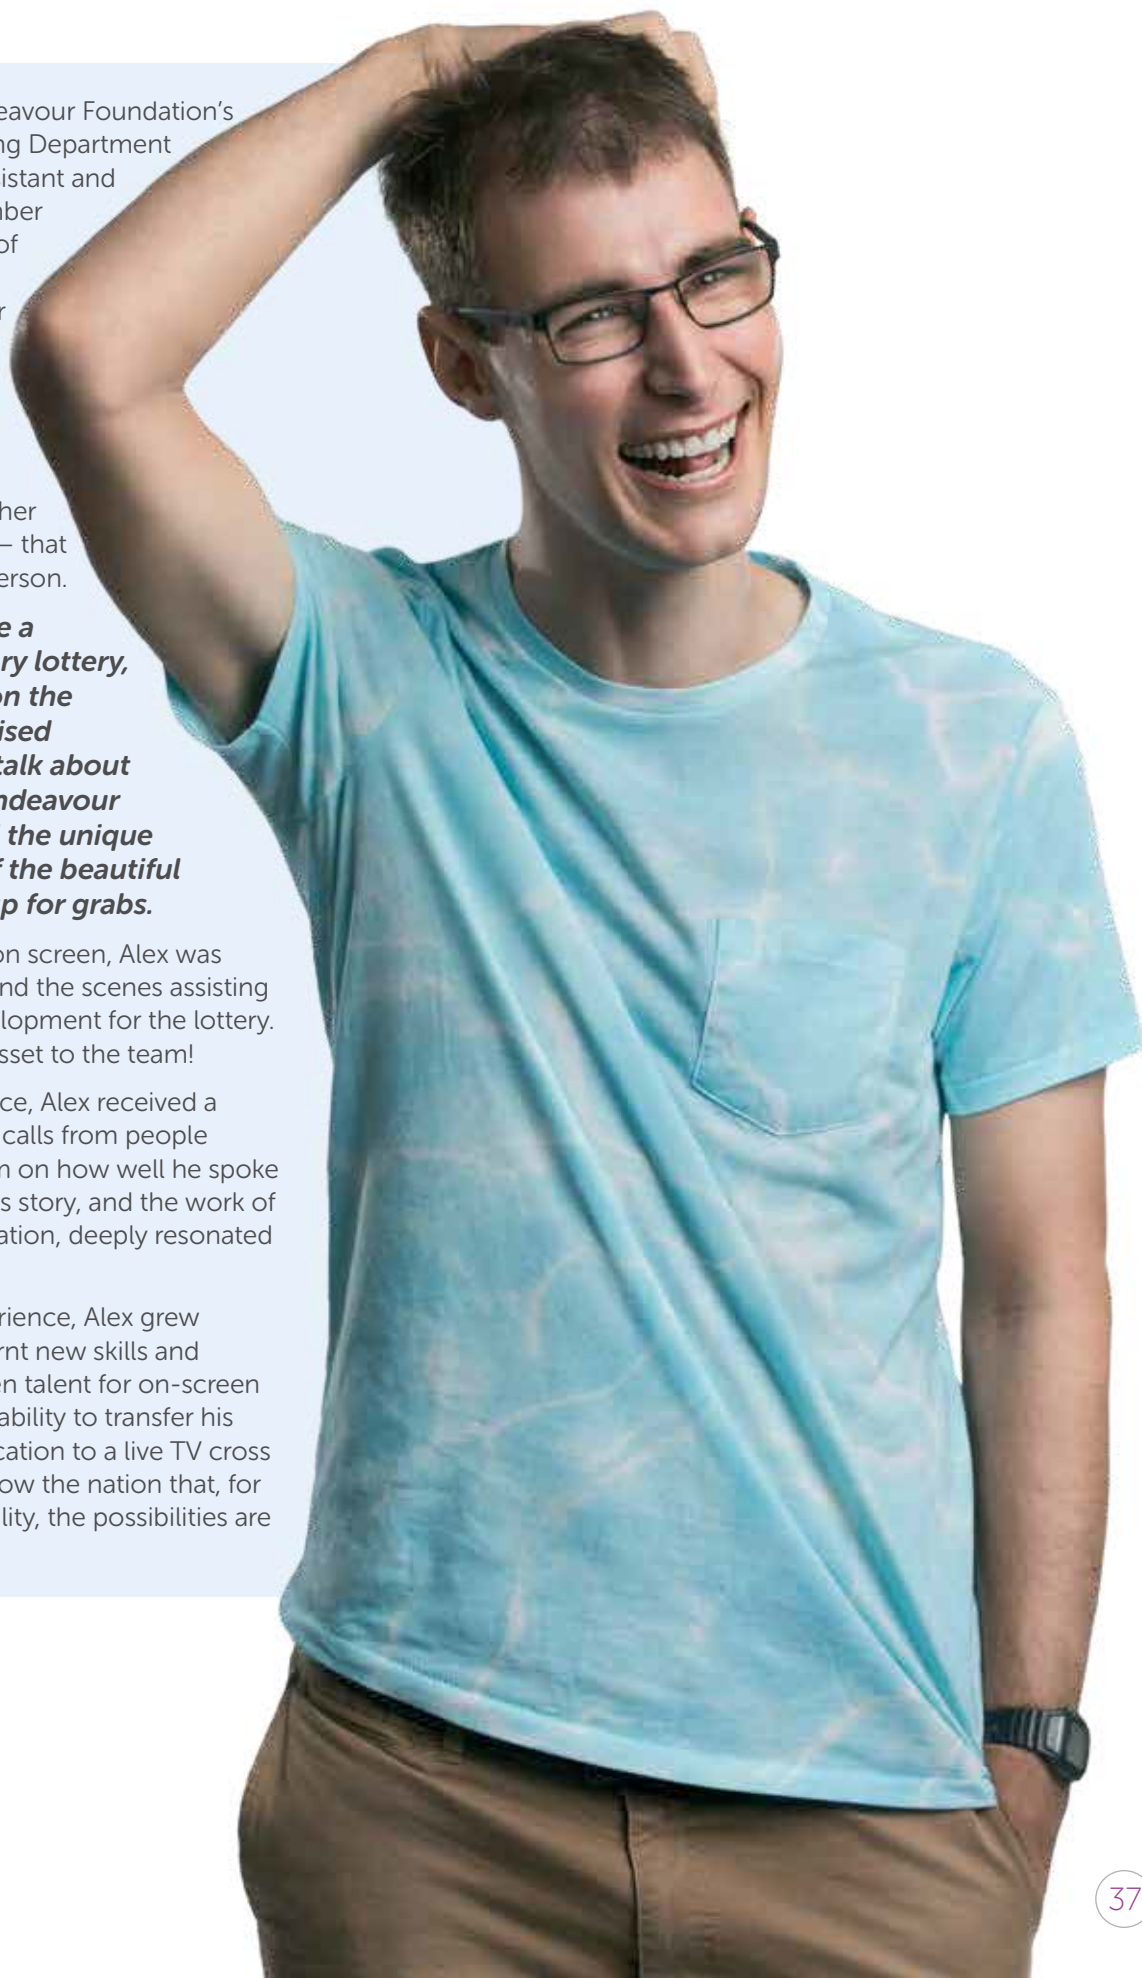 eavour Foundation's
ng Department
sistant and
nber
of
r
her
– that
erson.
e a
ry lottery,
on the
ised
talk about
ndeavour
the unique
f the beautiful
p for grabs.
on screen, Alex was
nd the scenes assisting
lopment for the lottery.
sset to the team!
ce, Alex received a
calls from people
m on how well he spoke
s story, and the work of
ation, deeply resonated
rience, Alex grew
rnt new skills and
en talent for on-screen
ability to transfer his
cation to a live TV cross
ow the nation that, for
lity, the possibilities are
37